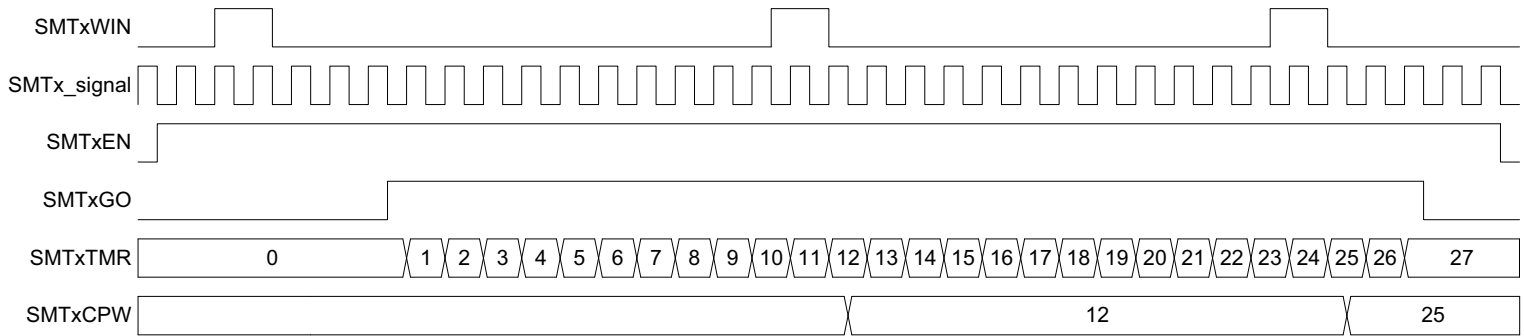 SMTxWIN
SMTx_signal
SMTxEN
SMTxGO
SMTxTMR 0 1 2 3 4 5 6 7 8 9 10 11 12 13 14 15 16 17 18 19 20 21 22 23 24 25 26 27
SMTxCPW 12 25